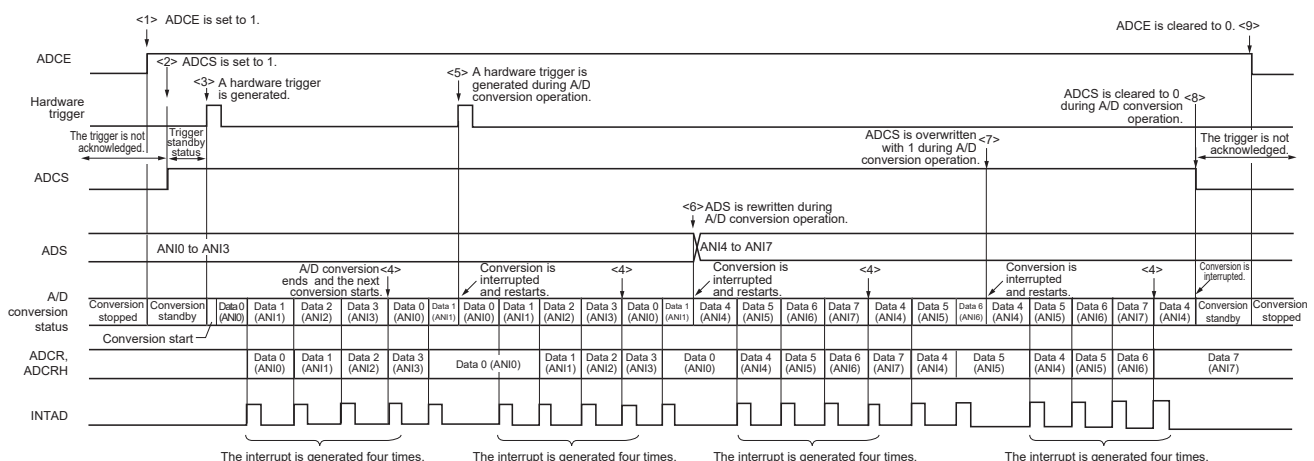 <1> ADCE is set to 1.
ADCE is cleared to 0. <9>
ADCE
<2> ADCS is set to 1.
<3> A hardware trigger
is generated.
<5> A hardware trigger is
generated during A/D
conversion operation.
ADCS is cleared to 0 <8>
during A/D conversion
operation.
Hardware
trigger
The trigger is not
acknowledged.
Trigger
standby
status
ADCS is overwritten <7>
with 1 during A/D
conversion operation.
The trigger is not
acknowledged.
ADCS
<6> ADS is rewritten during
A/D conversion operation.
ADS
ANI0 to ANI3
ANI4 to ANI7
A/D conversion <4>
ends and the next
conversion starts.
Conversion is
interrupted
and restarts.
<4>
Conversion is
interrupted
and restarts.
<4>
Conversion is
interrupted
and restarts.
<4>
Conversion is
interrupted.
A/D
conversion
status
Conversion
stopped
Conversion
standby
Data 0
(ANI0)
Data 1
(ANI1)
Data 2
(ANI2)
Data 3
(ANI3)
Data 0
(ANI0)
Data 1
(ANI1)
Data 0
(ANI0)
Data 1
(ANI1)
Data 2
(ANI2)
Data 3
(ANI3)
Data 0
(ANI0)
Data 1
(ANI1)
Data 4
(ANI4)
Data 5
(ANI5)
Data 6
(ANI6)
Data 7
(ANI7)
Data 4
(ANI4)
Data 5
(ANI5)
Data 6
(ANI6)
Data 4
(ANI4)
Data 5
(ANI5)
Data 6
(ANI6)
Data 7
(ANI7)
Data 4
(ANI4)
Conversion
standby
Conversion
stopped
Conversion start
ADCR,
ADCRH
Data 0
(ANI0)
Data 1
(ANI1)
Data 2
(ANI2)
Data 3
(ANI3)
Data 0 (ANI0)
Data 1
(ANI1)
Data 2
(ANI2)
Data 3
(ANI3)
Data 0
(ANI0)
Data 4
(ANI4)
Data 5
(ANI5)
Data 6
(ANI6)
Data 7
(ANI7)
Data 4
(ANI4)
Data 5
(ANI5)
Data 4
(ANI4)
Data 5
(ANI5)
Data 6
(ANI6)
Data 7
(ANI7)
INTAD
The interrupt is generated four times.
The interrupt is generated four times.
The interrupt is generated four times.
The interrupt is generated four times.